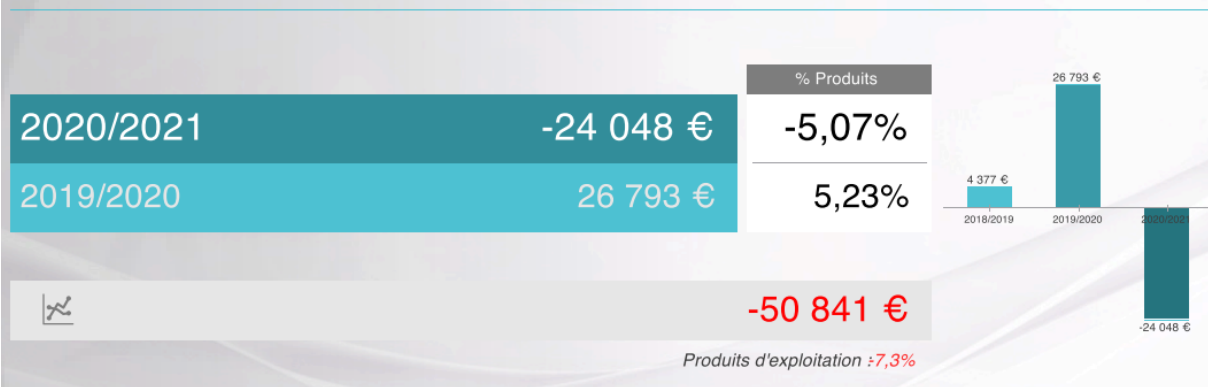 % Produits
2020/2021 -24 048 € -5,07%
2019/2020 26 793 € 5,23%
-50 841 €
Produits d'exploitation :-7,3%
26 793 €
4 377 €
2018/2019 2019/2020 2020/2021
-24 048 €